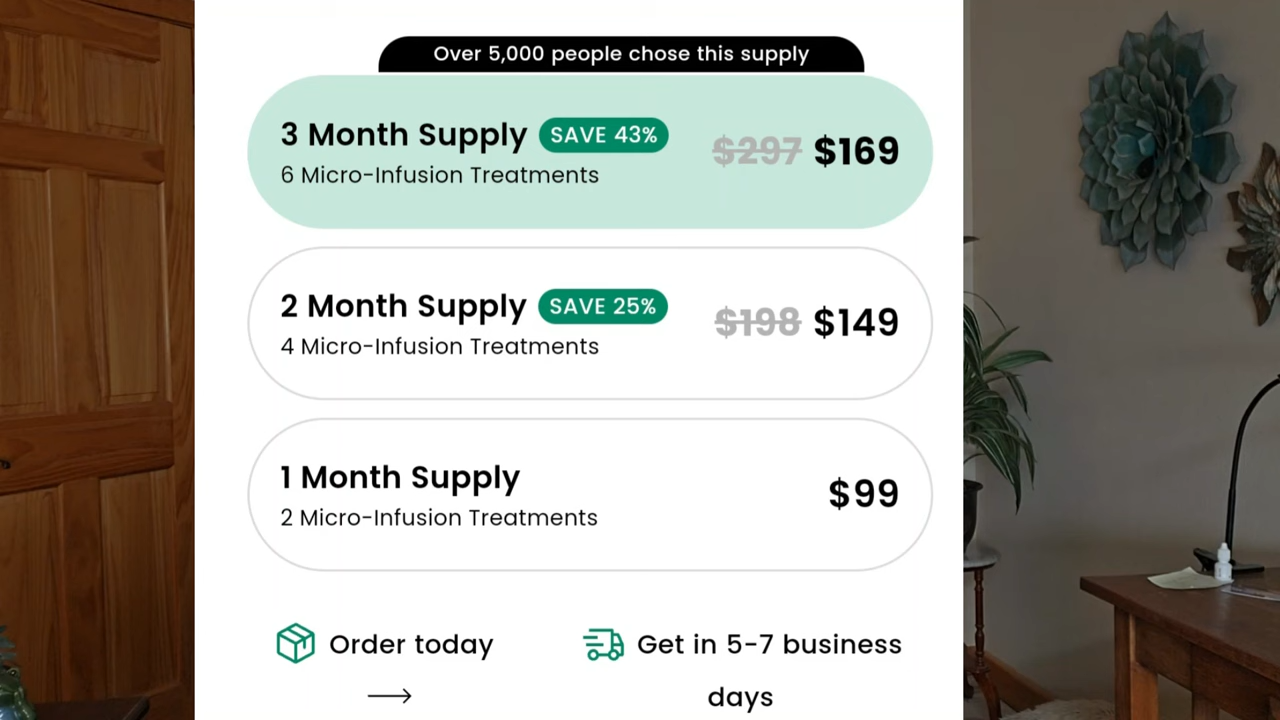 Over 5,000 people chose this supply
3 Month Supply SAVE 43% $297 $169
6 Micro-Infusion Treatments
2 Month Supply SAVE 25% $198 $149
4 Micro-Infusion Treatments
1 Month Supply $99
2 Micro-Infusion Treatments
Order today Get in 5-7 business
days